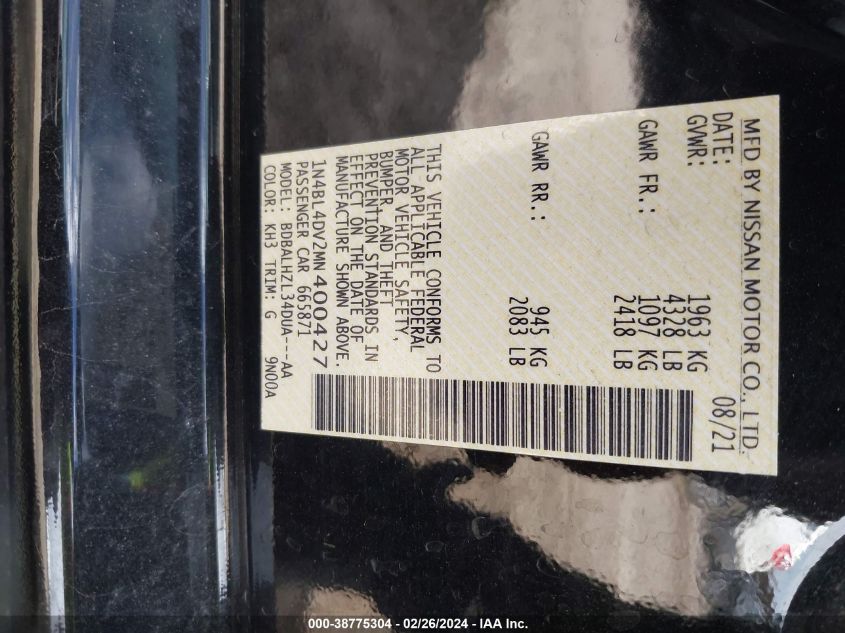 MFD BY NISSAN MOTOR CO., LTD.
DATE: 08/21
GVWR: 1963 KG
4328 LB
GAWR FR.: 1097 KG
2418 LB
GAWR RR.: 945 KG
2083 LB
THIS VEHICLE CONFORMS TO
ALL APPLICABLE FEDERAL
MOTOR VEHICLE SAFETY,
BUMPER, AND THEFT
PREVENTION STANDARDS IN
EFFECT ON THE DATE OF
MANUFACTURE SHOWN ABOVE.
1N4BL4DV2MN400427
PASSENGER CAR 665871
MODEL: BDBALHZL34DUA---AA
COLOR: KH3 TRIM: G 9N00A
000-38775304 - 02/26/2024 - IAA Inc.